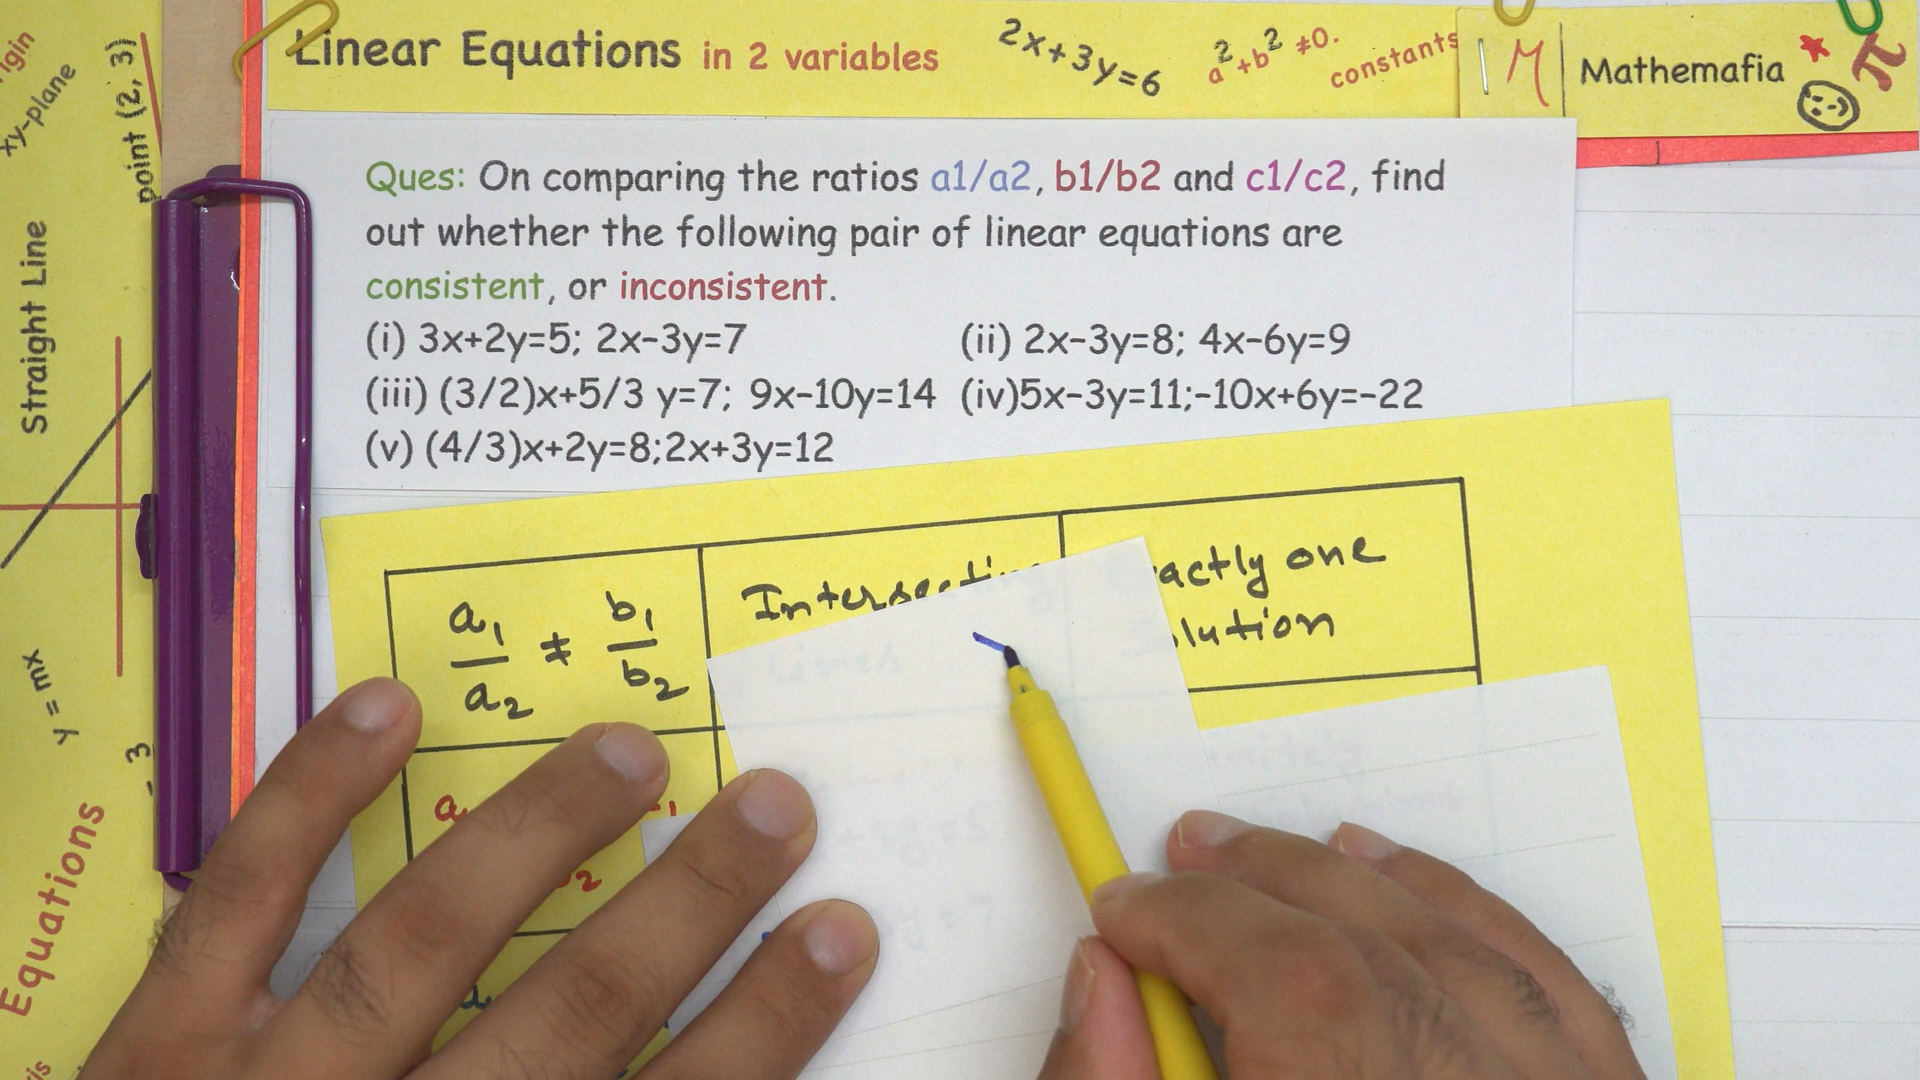 Linear Equations in 2 variables
2x+3y=6
a²+b²≠0.
constants
M
Mathemafia
π
Ques: On comparing the ratios a1/a2, b1/b2 and c1/c2, find
out whether the following pair of linear equations are
consistent, or inconsistent.
(i) 3x+2y=5; 2x-3y=7 (ii) 2x-3y=8; 4x-6y=9
(iii) (3/2)x+5/3 y=7; 9x-10y=14 (iv)5x-3y=11;-10x+6y=-22
(v) (4/3)x+2y=8;2x+3y=12
a₁/a₂ ≠ b₁/b₂
Intersecting
actly one
lution
point (2, 3)
y-plane
Straight Line
y = mx
-3
Equations